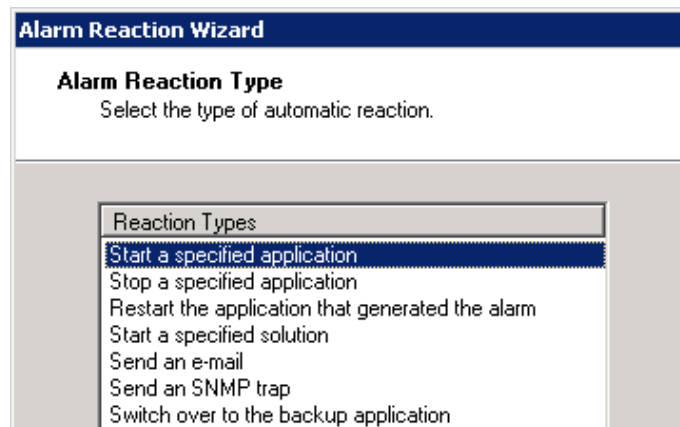 Alarm Reaction Wizard
Alarm Reaction Type
Select the type of automatic reaction.
Reaction Types
Start a specified application
Stop a specified application
Restart the application that generated the alarm
Start a specified solution
Send an e-mail
Send an SNMP trap
Switch over to the backup application